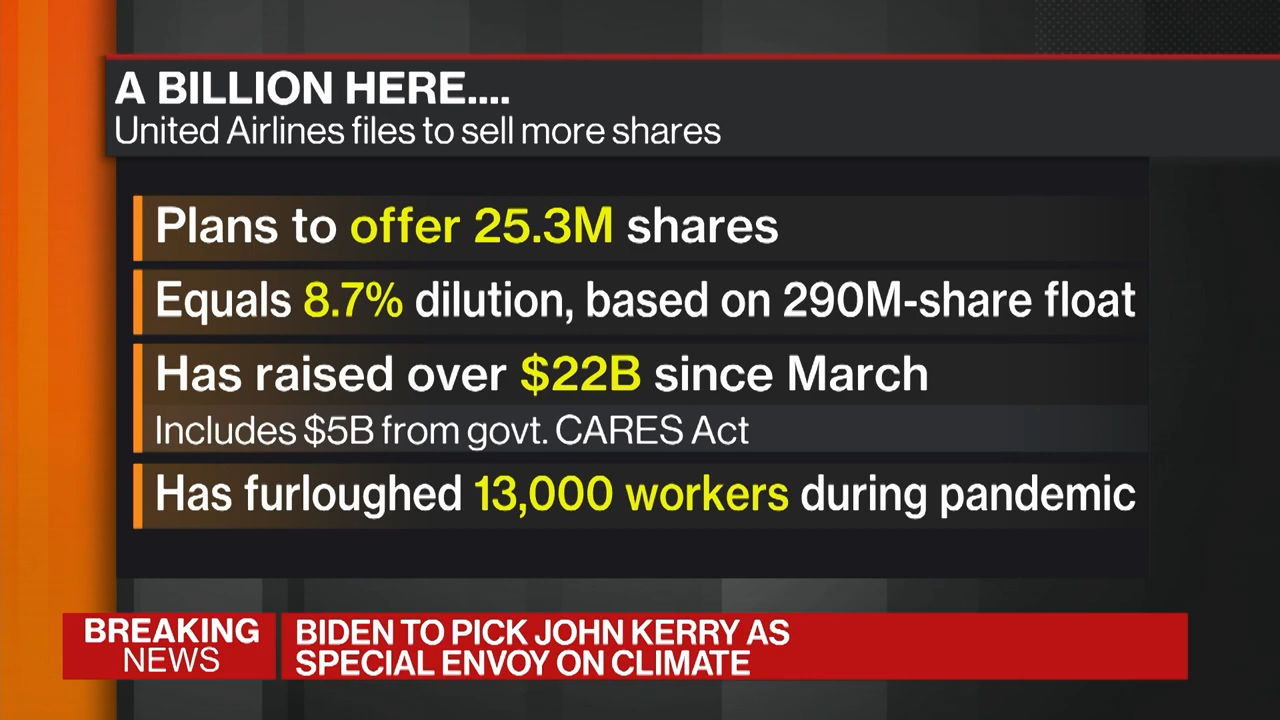 A BILLION HERE....
United Airlines files to sell more shares
Plans to offer 25.3M shares
Equals 8.7% dilution, based on 290M-share float
Has raised over $22B since March
Includes $5B from govt. CARES Act
Has furloughed 13,000 workers during pandemic
BREAKING
NEWS
BIDEN TO PICK JOHN KERRY AS
SPECIAL ENVOY ON CLIMATE